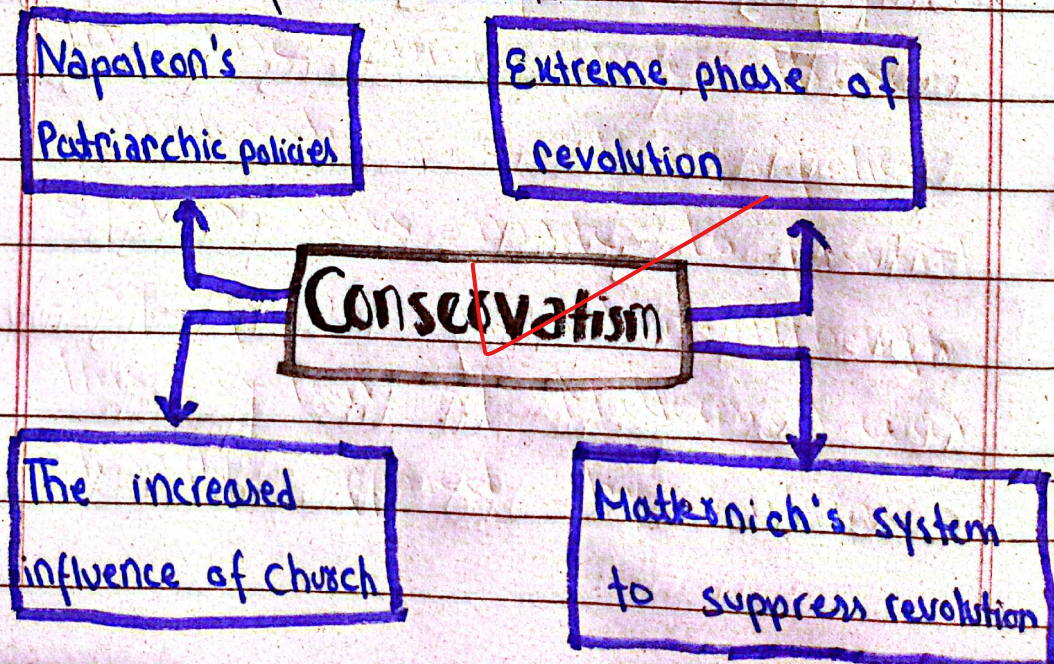 Napoleon's
Patriarchic policies
Extreme phase of
revolution
Conservatism
The increased
influence of church
Matternich's system
to suppress revolution